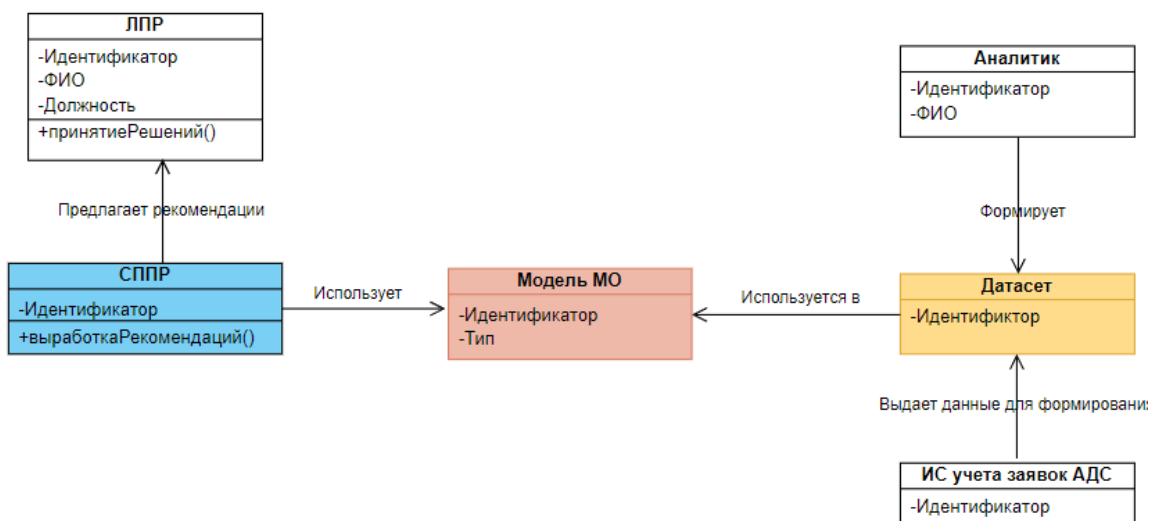 ЛПР
-Идентификатор
-ФИО
-Должность
+принятиеРешений()
Аналитик
-Идентификатор
-ФИО
Предлагает рекомендации
Формирует
СППР
-Идентификатор
+выработкаРекомендаций()
Использует
Модель МО
-Идентификатор
-Тип
Используется в
Датасет
-Идентификтор
Выдает данные для формировани
ИС учета заявок АДС
-Идентификатор